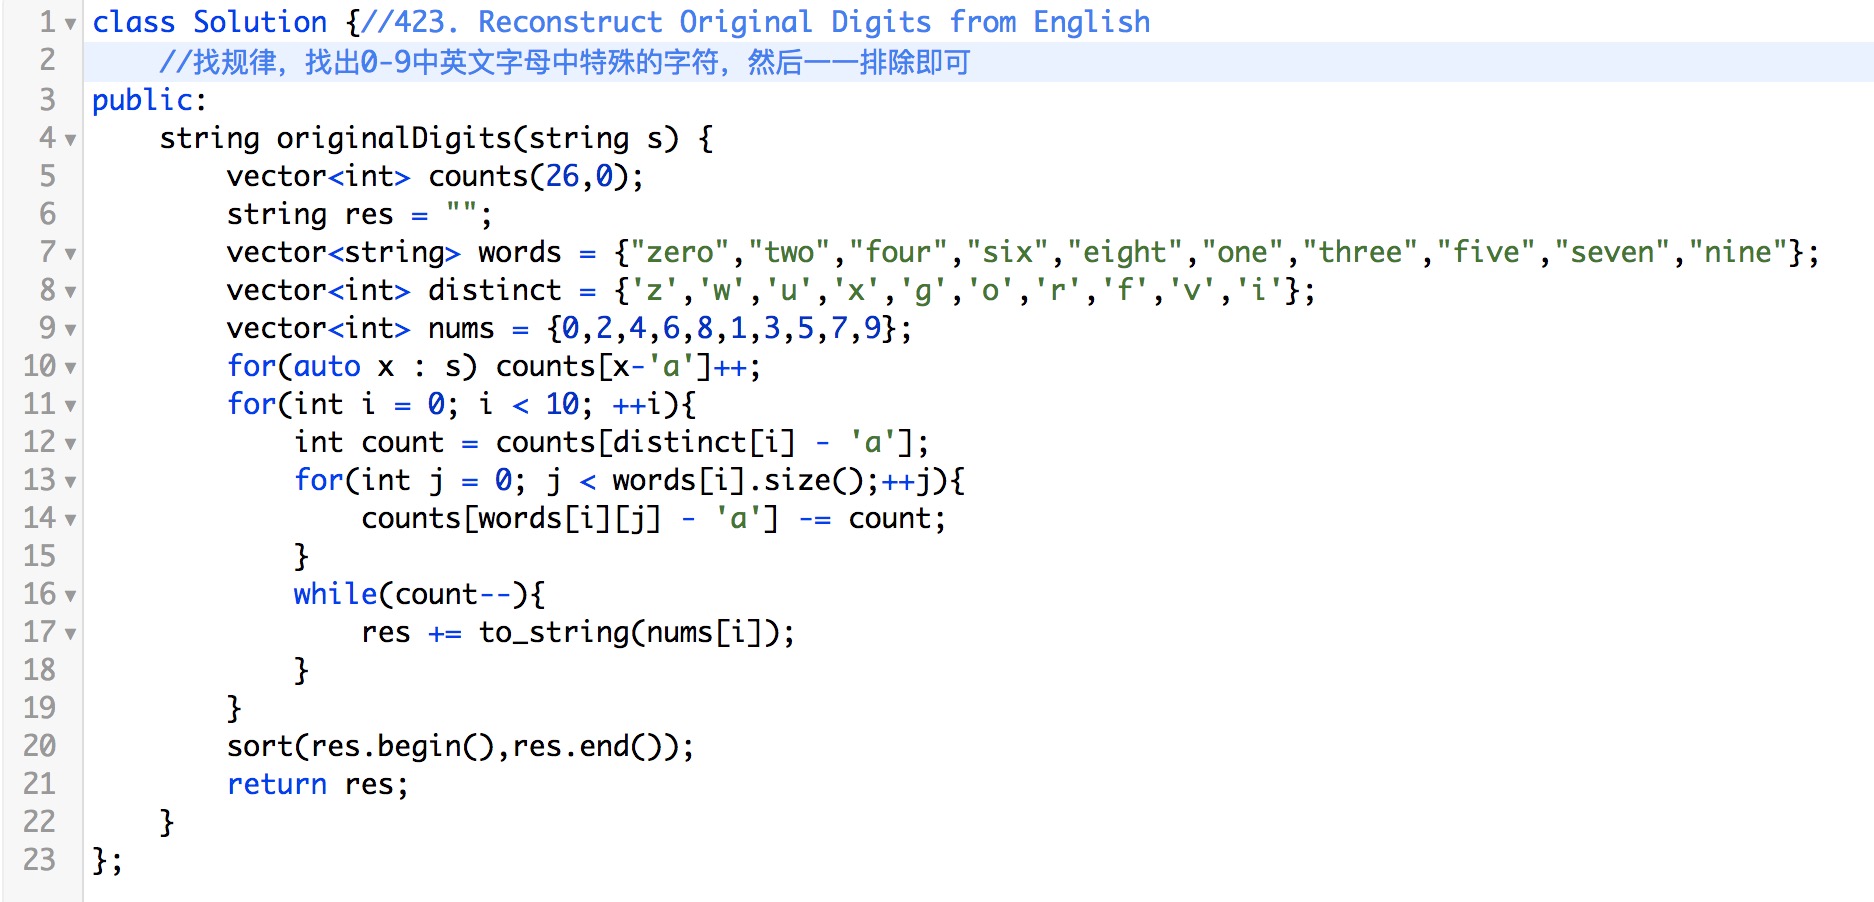 1 class Solution {//423. Reconstruct Original Digits from English
2     //找规律，找出0-9中英文字母中特殊的字符，然后一一排除即可
3 public:
4     string originalDigits(string s) {
5         vector<int> counts(26,0);
6         string res = "";
7         vector<string> words = {"zero","two","four","six","eight","one","three","five","seven","nine"};
8         vector<int> distinct = {'z','w','u','x','g','o','r','f','v','i'};
9         vector<int> nums = {0,2,4,6,8,1,3,5,7,9};
10         for(auto x : s) counts[x-'a']++;
11         for(int i = 0; i < 10; ++i){
12             int count = counts[distinct[i] - 'a'];
13             for(int j = 0; j < words[i].size();++j){
14                 counts[words[i][j] - 'a'] -= count;
15             }
16             while(count--){
17                 res += to_string(nums[i]);
18             }
19         }
20         sort(res.begin(),res.end());
21         return res;
22     }
23 };